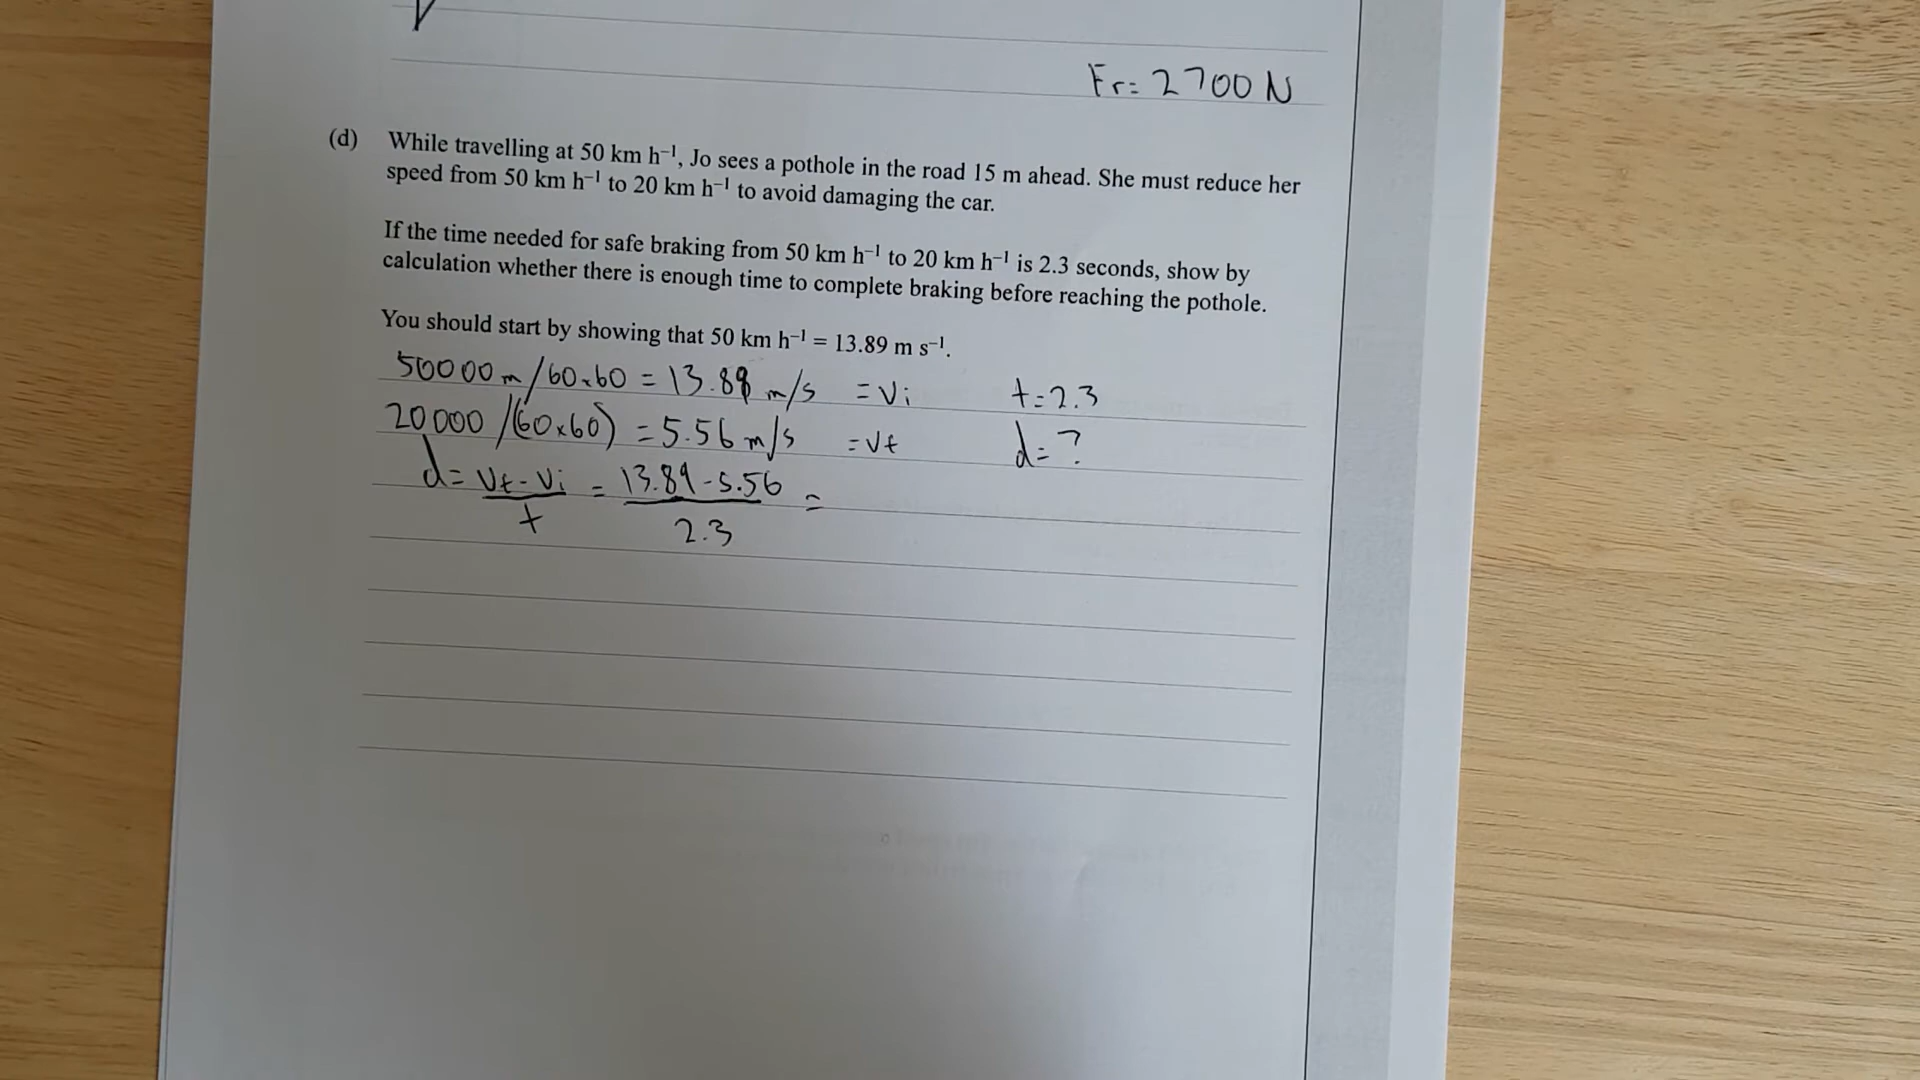 Fr= 2700 N
(d) While travelling at 50 km h⁻¹, Jo sees a pothole in the road 15 m ahead. She must reduce her
speed from 50 km h⁻¹ to 20 km h⁻¹ to avoid damaging the car.
If the time needed for safe braking from 50 km h⁻¹ to 20 km h⁻¹ is 2.3 seconds, show by
calculation whether there is enough time to complete braking before reaching the pothole.
You should start by showing that 50 km h⁻¹ = 13.89 m s⁻¹.
50000 m/60×60 = 13.89 m/s = Vi t=2.3
20000 /(60×60) = 5.56 m/s = Vf d=?
d= Vf - Vi / t = 13.89 - 5.56 / 2.3 =